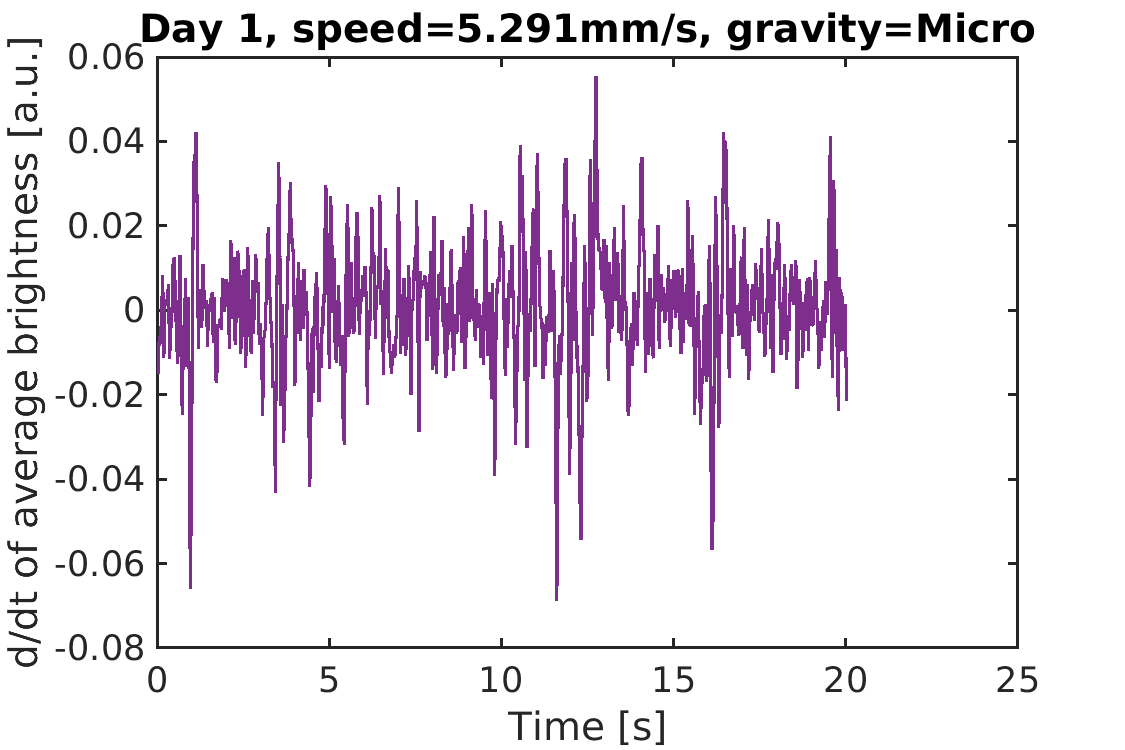 Day 1, speed=5.291mm/s, gravity=Micro
d/dt of average brightness [a.u.]
0.06
0.04
0.02
0
-0.02
-0.04
-0.06
-0.08
0 5 10 15 20 25
Time [s]